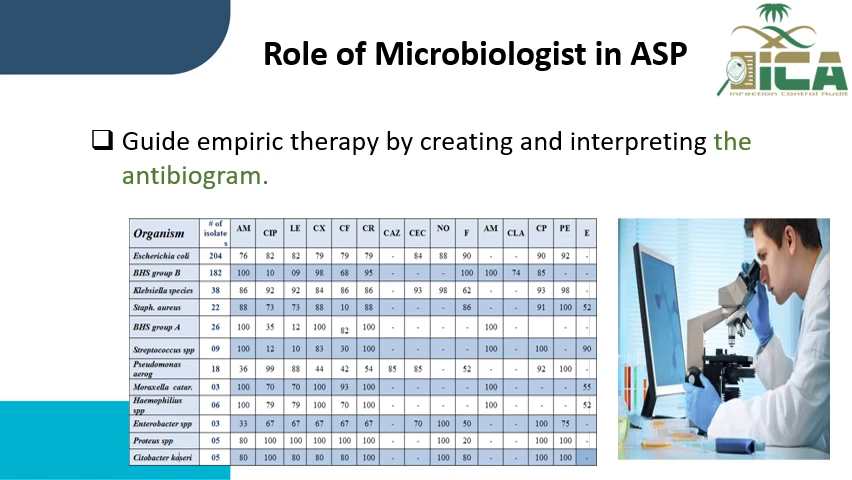 Role of Microbiologist in ASP
ICA
Infection Control Audit
❑ Guide empiric therapy by creating and interpreting the
antibiogram.
Organism # of isolates AM CIP LE CX CF CR CAZ CEC NO F AM CLA CP PE E
Escherichia coli 204 76 82 82 79 79 79 - 84 88 90 - - 90 92 -
BHS group B 182 100 10 09 98 68 95 - - - 100 100 74 85 - -
Klebsiella species 38 86 92 92 84 86 86 - 93 98 62 - - 93 98 -
Staph. aureus 22 88 73 73 88 10 88 - - - 86 - - 91 100 52
BHS group A 26 100 35 12 100 82 100 - - - - 100 - - -
Streptococcus spp 09 100 12 10 83 30 100 - - - - 100 - 100 - 90
Pseudomonas aerog 18 36 99 88 44 42 54 85 85 - 52 - - 92 100 -
Moraxella catar. 03 100 70 70 100 93 100 - - - - 100 - - - 55
Haemophilius spp 06 100 79 79 100 70 100 - - - - 100 - - - 52
Enterobacter spp 03 33 67 67 67 67 67 - 70 100 50 - - 100 75 -
Proteus spp 05 80 100 100 100 100 100 - - 100 20 - - 100 100 -
Citobacter koseri 05 80 100 80 80 80 100 - - 100 80 - - 100 100 -